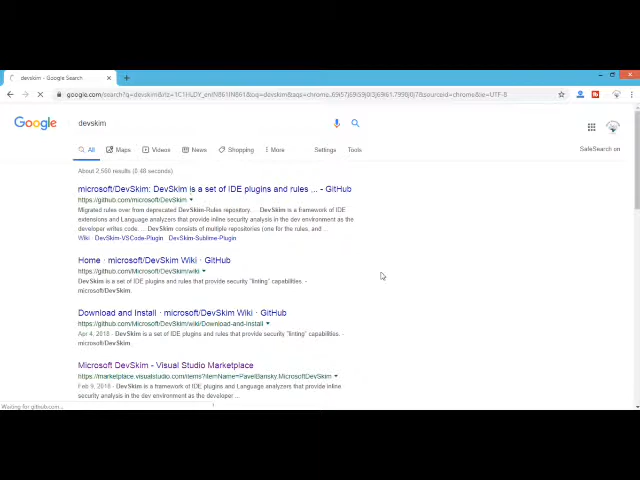 devskim - Google Search
google.com/search?q=devskim&rlz=1C1HLDY_enIN861IN861&oq=devskim&aqs=chrome..69i57j69i59j0l3j69i61.7998j0j7&sourceid=chrome&ie=UTF-8
Google devskim
All Maps Videos News Shopping More Settings Tools SafeSearch on
About 2,560 results (0.48 seconds)
microsoft/DevSkim: DevSkim is a set of IDE plugins and rules ... - GitHub
https://github.com/microsoft/DevSkim
Migrated rules over from deprecated DevSkim-Rules repository. ... DevSkim is a framework of IDE
extensions and Language analyzers that provide inline security analysis in the dev environment as the
developer writes code. ... DevSkim consists of multiple repositories (one for the rules, and ...
Wiki · DevSkim-VSCode-Plugin · DevSkim-Sublime-Plugin
Home · microsoft/DevSkim Wiki · GitHub
https://github.com/Microsoft/DevSkim/wiki
DevSkim is a set of IDE plugins and rules that provide security "linting" capabilities. -
microsoft/DevSkim.
Download and Install · microsoft/DevSkim Wiki · GitHub
https://github.com/Microsoft/DevSkim/wiki/Download-and-Install
Apr 4, 2018 - DevSkim is a set of IDE plugins and rules that provide security "linting" capabilities. -
microsoft/DevSkim.
Microsoft DevSkim - Visual Studio Marketplace
https://marketplace.visualstudio.com/items?itemName=PavelBansky.MicrosoftDevSkim
Feb 9, 2018 - DevSkim is a framework of IDE plugins and Language analyzers that provide inline
security analysis in the dev environment as the developer ...
Waiting for github.com...